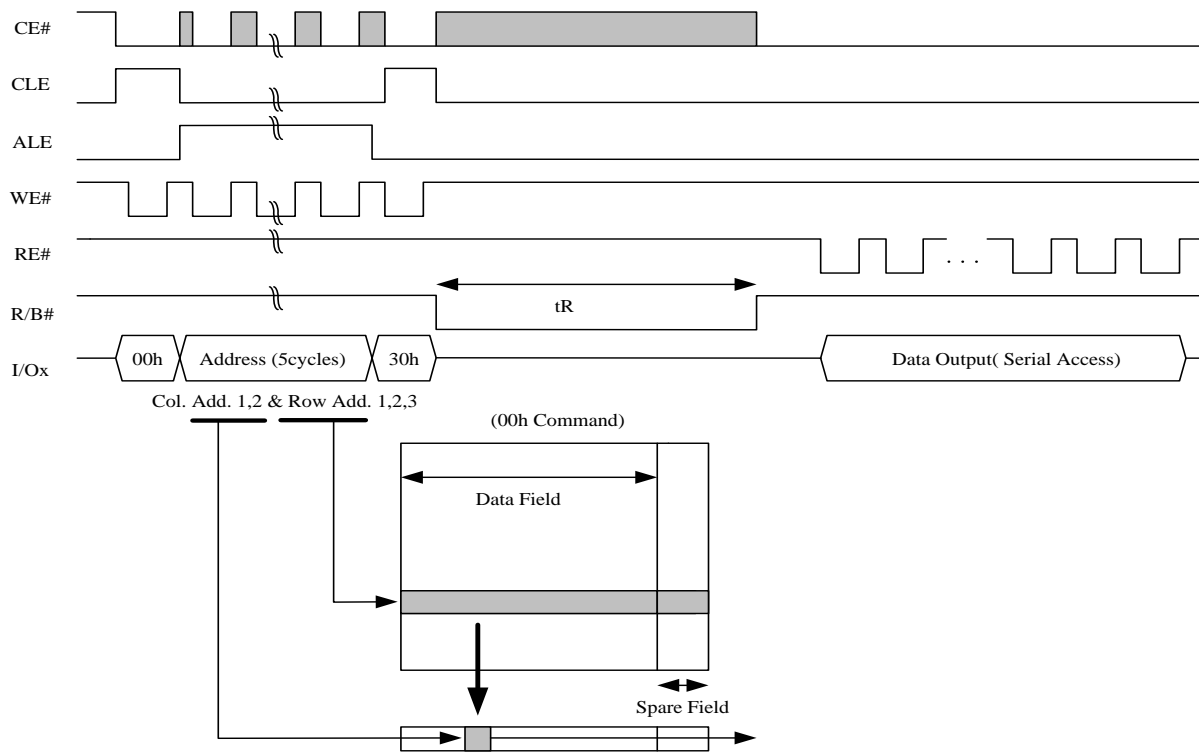 CE#
CLE
ALE
WE#
RE#
. . .
tR
R/B#
I/Ox
00h
Address (5cycles)
30h
Data Output( Serial Access)
Col. Add. 1,2 & Row Add. 1,2,3
(00h Command)
Data Field
Spare Field